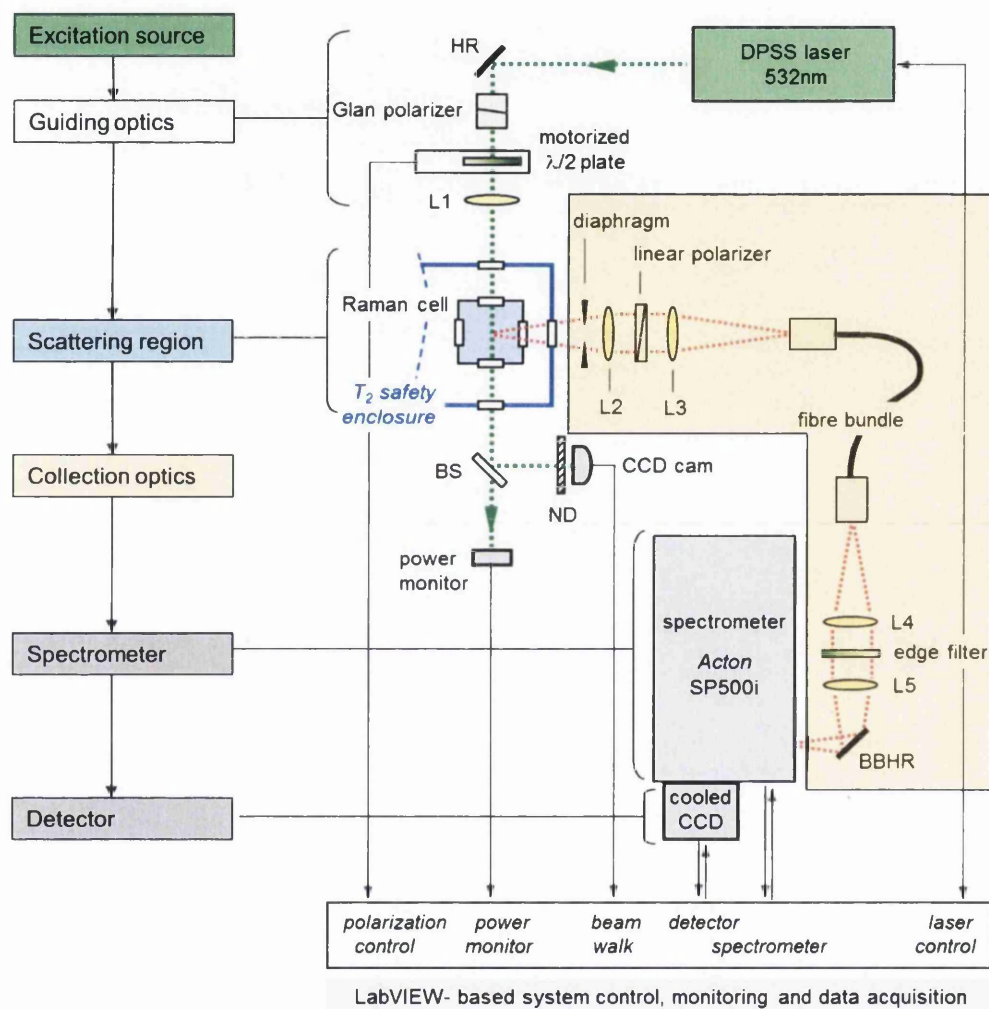 Excitation source
Guiding optics
Scattering region
Collection optics
Spectrometer
Detector
HR
DPSS laser
532nm
Glan polarizer
motorized
λ/2 plate
L1
diaphragm
linear polarizer
Raman cell
T2 safety
enclosure
L2
L3
fibre bundle
BS
CCD cam
ND
power
monitor
spectrometer
Acton
SP500i
L4
edge filter
L5
BBHR
cooled
CCD
polarization
control
power
monitor
beam
walk
detector
spectrometer
laser
control
LabVIEW- based system control, monitoring and data acquisition